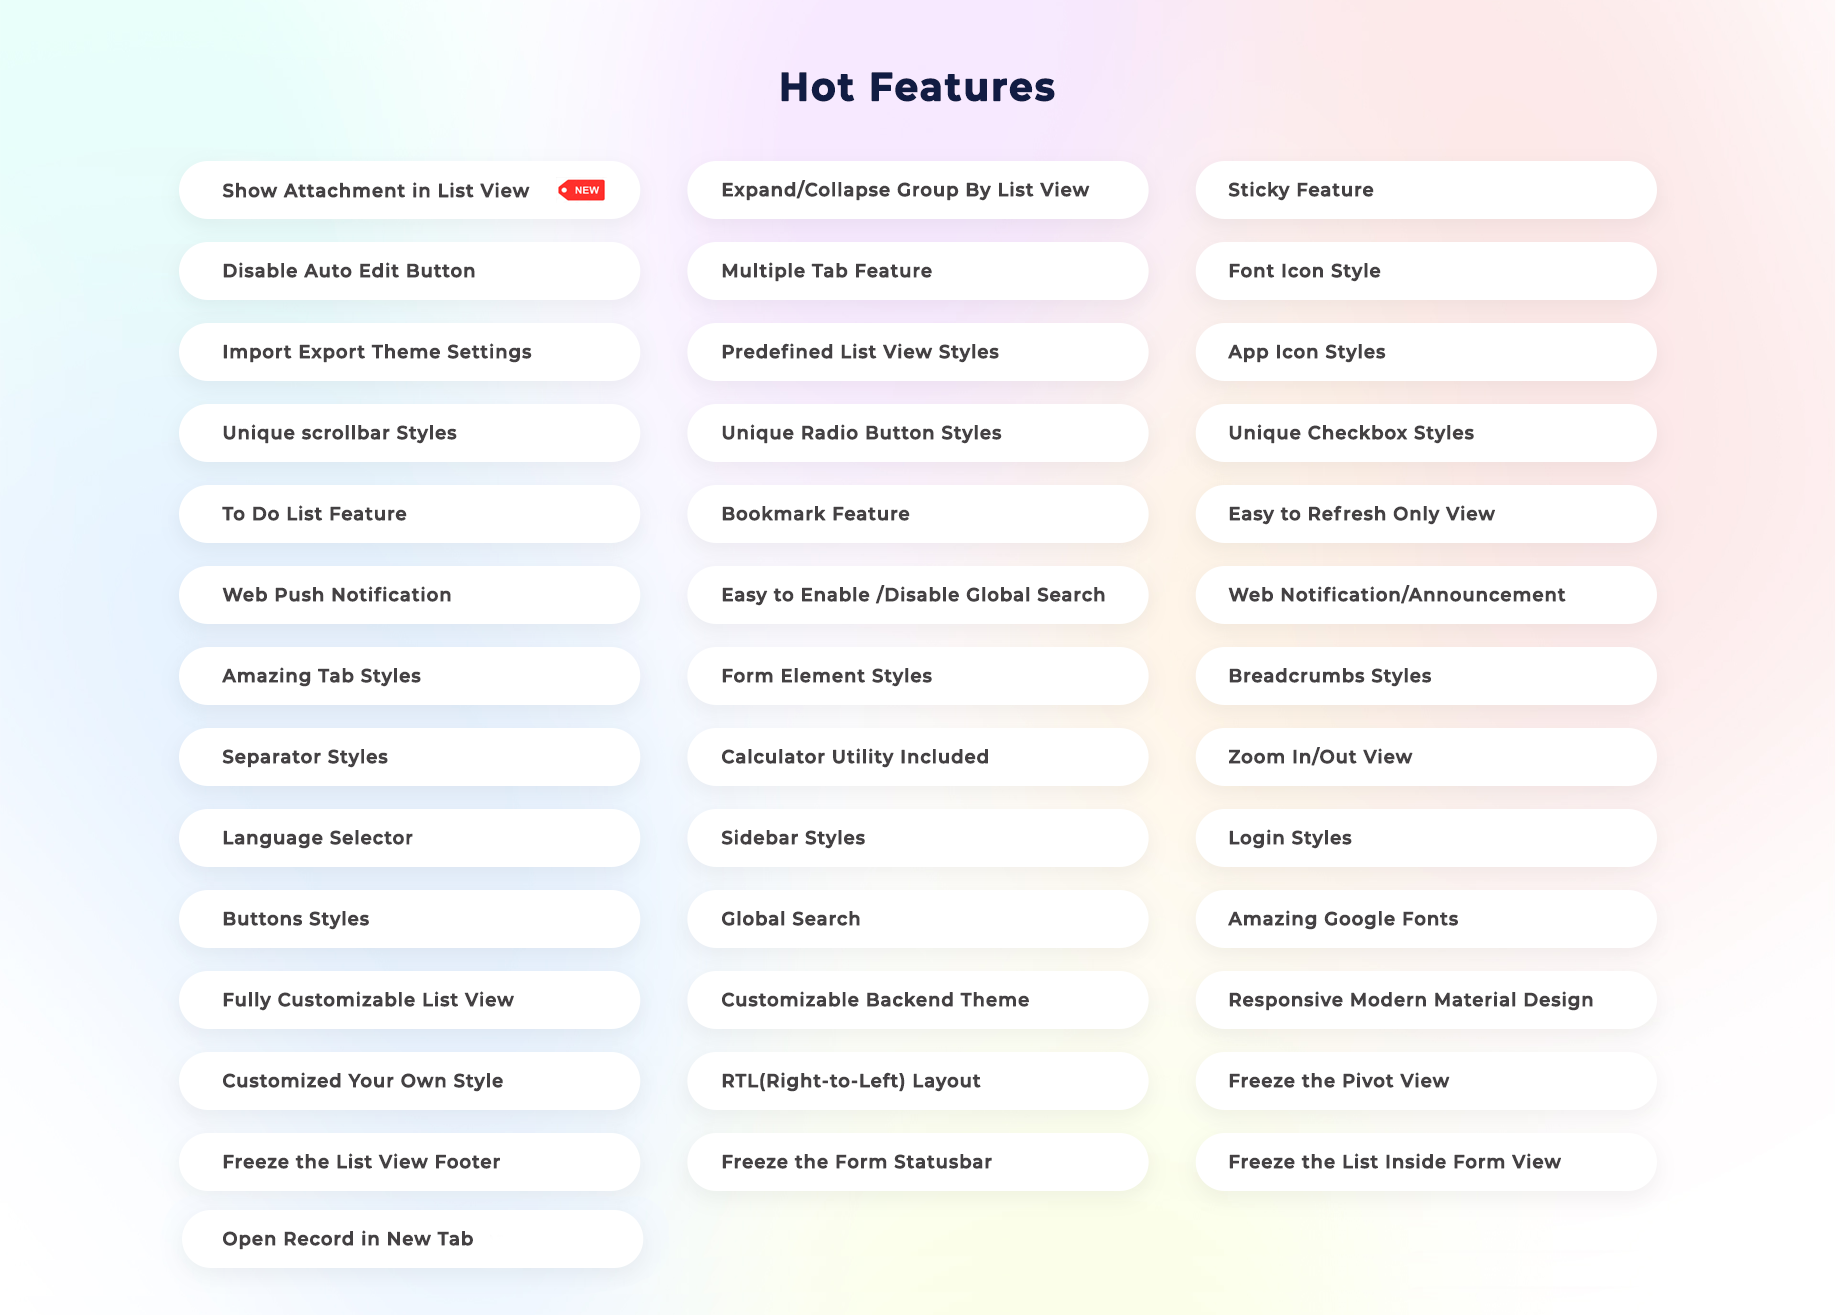 Hot Features
Show Attachment in List View NEW
Expand/Collapse Group By List View
Sticky Feature
Disable Auto Edit Button
Multiple Tab Feature
Font Icon Style
Import Export Theme Settings
Predefined List View Styles
App Icon Styles
Unique scrollbar Styles
Unique Radio Button Styles
Unique Checkbox Styles
To Do List Feature
Bookmark Feature
Easy to Refresh Only View
Web Push Notification
Easy to Enable /Disable Global Search
Web Notification/Announcement
Amazing Tab Styles
Form Element Styles
Breadcrumbs Styles
Separator Styles
Calculator Utility Included
Zoom In/Out View
Language Selector
Sidebar Styles
Login Styles
Buttons Styles
Global Search
Amazing Google Fonts
Fully Customizable List View
Customizable Backend Theme
Responsive Modern Material Design
Customized Your Own Style
RTL(Right-to-Left) Layout
Freeze the Pivot View
Freeze the List View Footer
Freeze the Form Statusbar
Freeze the List Inside Form View
Open Record in New Tab